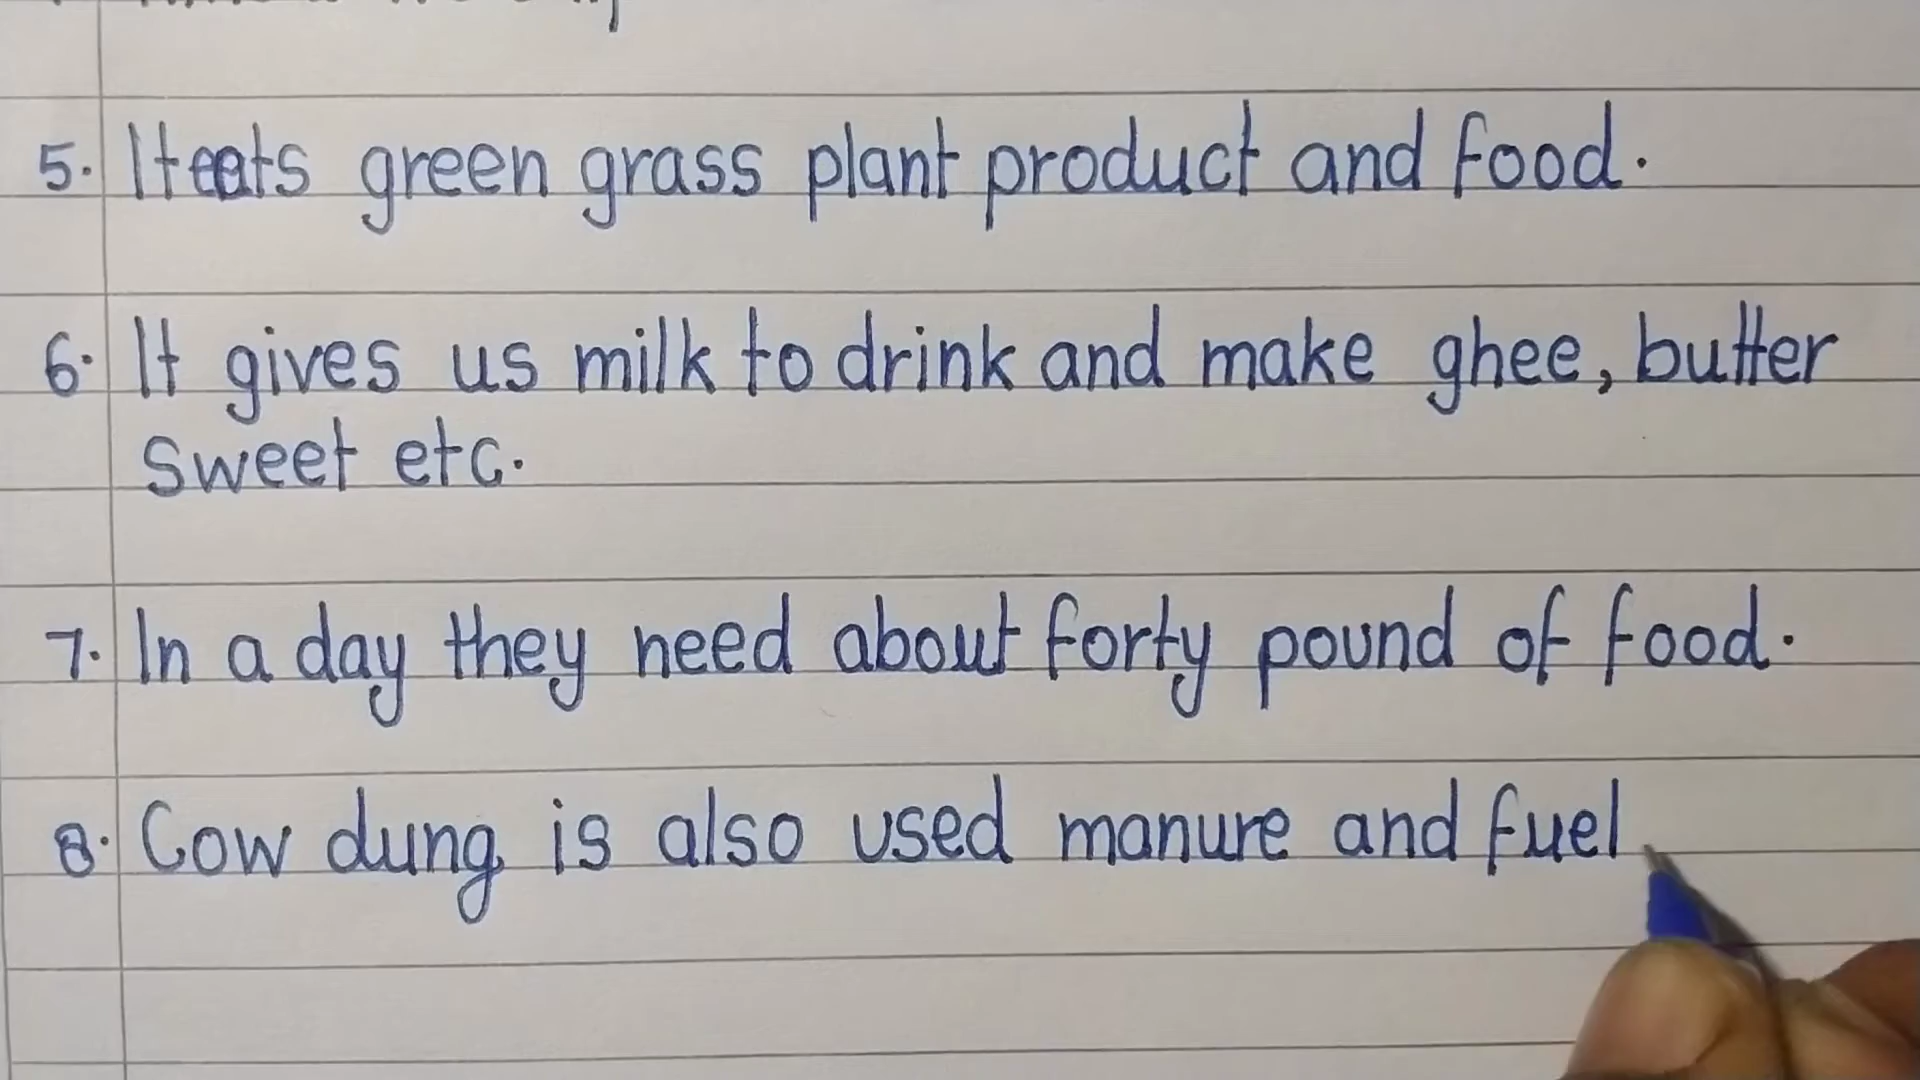 5. It eats green grass plant product and food.
6. It gives us milk to drink and make ghee, butter
sweet etc.
7. In a day they need about forty pound of food.
8. Cow dung is also used manure and fuel